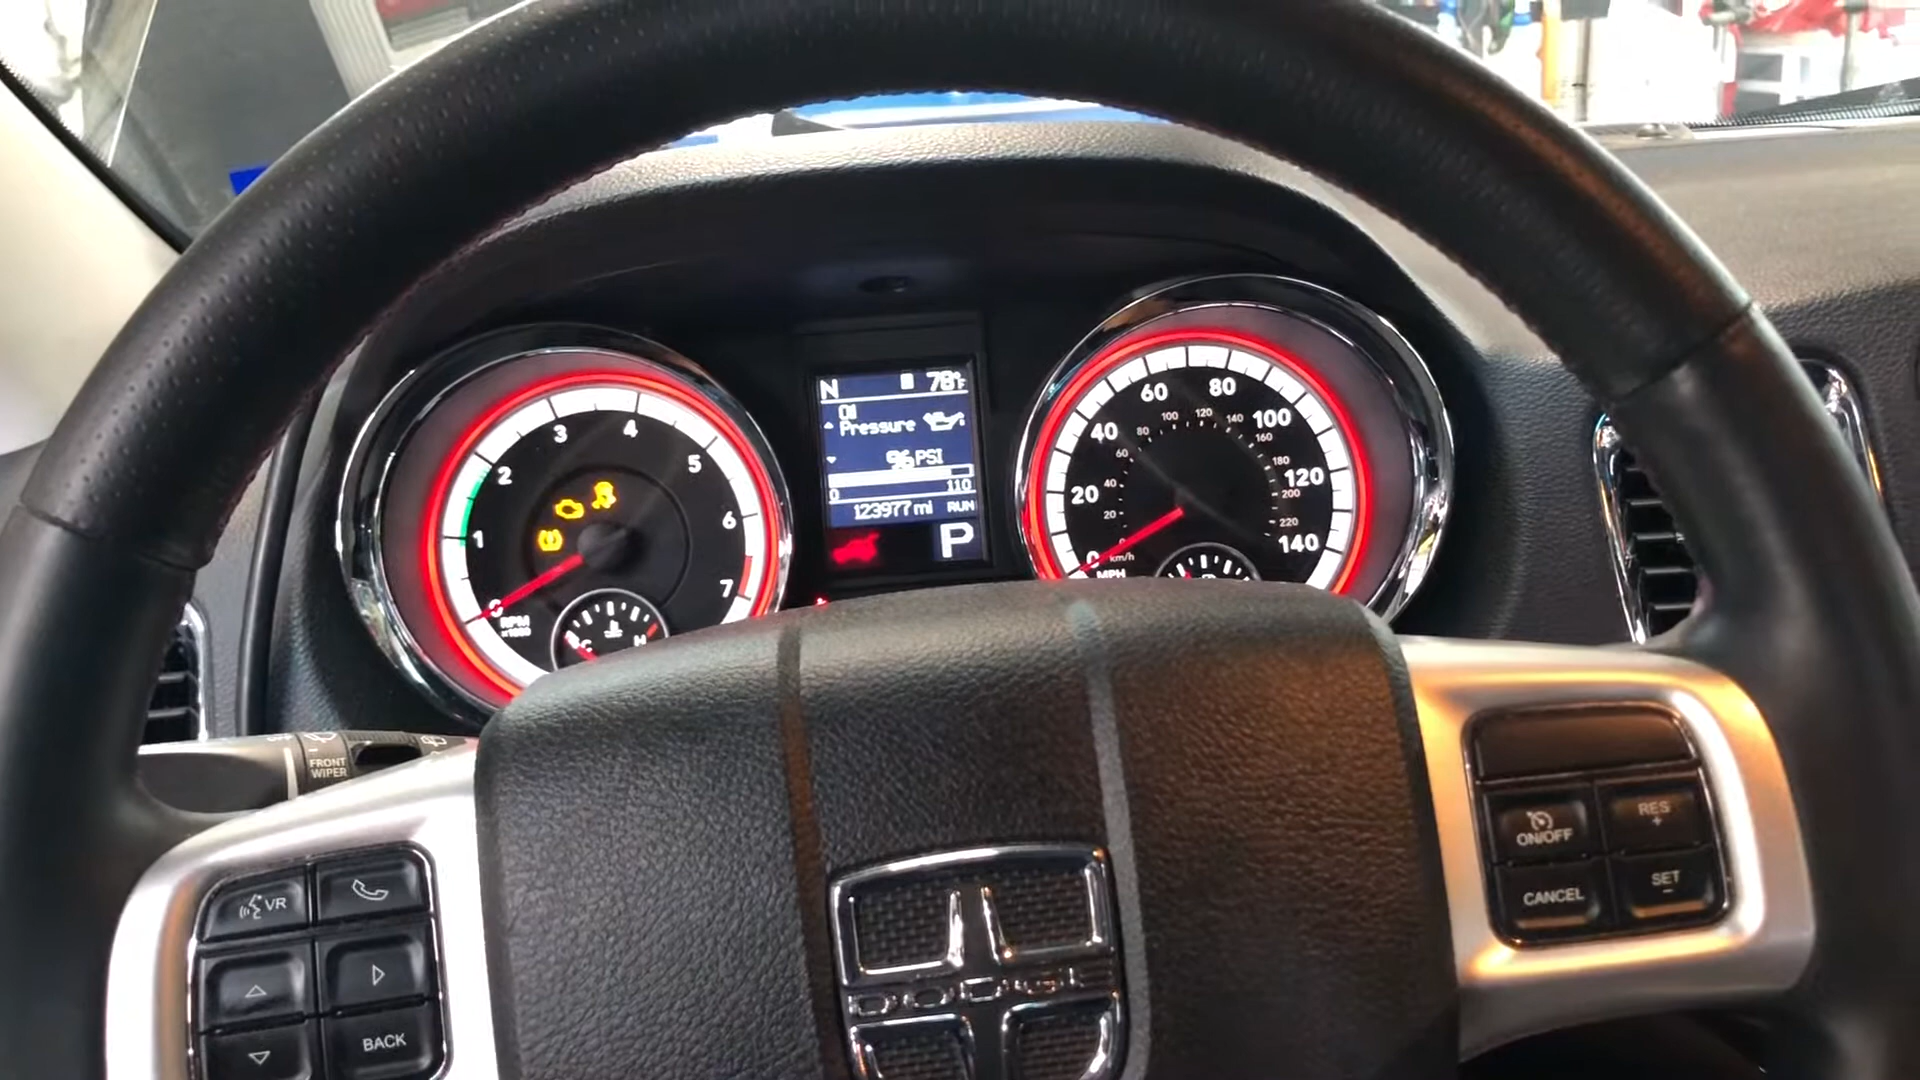 N 78°F
Oil
Pressure
96 PSI
0 110
123977 mi RUN
P
0 1 2 3 4 5 6 7
RPM
x1000
C H
0 20 40 60 80 100 120 140
20 40 60 80 100 120 140 160 180 200 220
km/h
MPH
FRONT
WIPER
VR
BACK
ON/OFF
RES
+
CANCEL
SET
-
DODGE